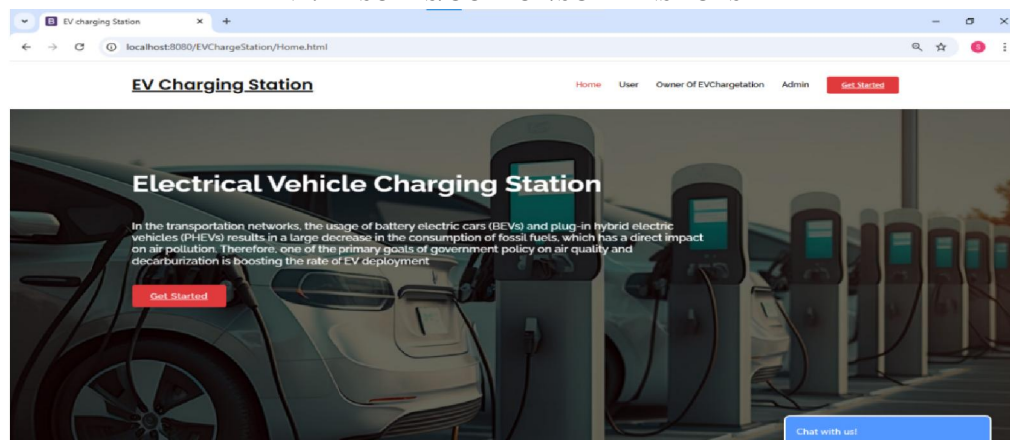 EV charging Station
localhost:8080/EVChargeStation/Home.html
S
EV Charging Station
Home User Owner Of EVChargetation Admin Get Started
Electrical Vehicle Charging Station
In the transportation networks, the usage of battery electric cars (BEVs) and plug-in hybrid electric
vehicles (PHEVs) results in a large decrease in the consumption of fossil fuels, which has a direct impact
on air pollution. Therefore, one of the primary goals of government policy on air quality and
decarburization is boosting the rate of EV deployment
Get Started
Chat with us!